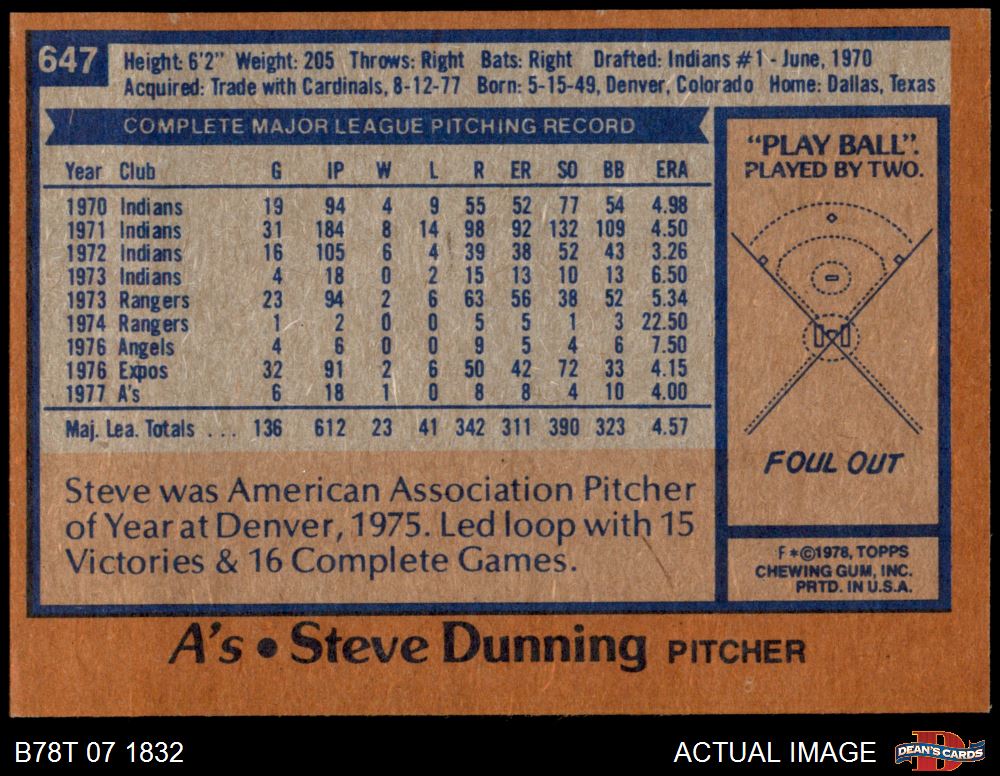 647
Height: 6'2" Weight: 205 Throws: Right Bats: Right Drafted: Indians #1 - June, 1970
Acquired: Trade with Cardinals, 8-12-77 Born: 5-15-49, Denver, Colorado Home: Dallas, Texas
COMPLETE MAJOR LEAGUE PITCHING RECORD
Year Club G IP W L R ER SO BB ERA
1970 Indians 19 94 4 9 55 52 77 54 4.98
1971 Indians 31 184 8 14 98 92 132 109 4.50
1972 Indians 16 105 6 4 39 38 52 43 3.26
1973 Indians 4 18 0 2 15 13 10 13 6.50
1973 Rangers 23 94 2 6 63 56 38 52 5.34
1974 Rangers 1 2 0 0 5 5 1 3 22.50
1976 Angels 4 6 0 0 9 5 4 6 7.50
1976 Expos 32 91 2 6 50 42 72 33 4.15
1977 A's 6 18 1 0 8 8 4 10 4.00
Maj. Lea. Totals . . . 136 612 23 41 342 311 390 323 4.57
Steve was American Association Pitcher
of Year at Denver, 1975. Led loop with 15
Victories & 16 Complete Games.
"PLAY BALL".
PLAYED BY TWO.
FOUL OUT
F*©1978, TOPPS
CHEWING GUM, INC.
PRTD. IN U.S.A.
A's • Steve Dunning PITCHER
B78T 07 1832
ACTUAL IMAGE
DEAN'S CARDS